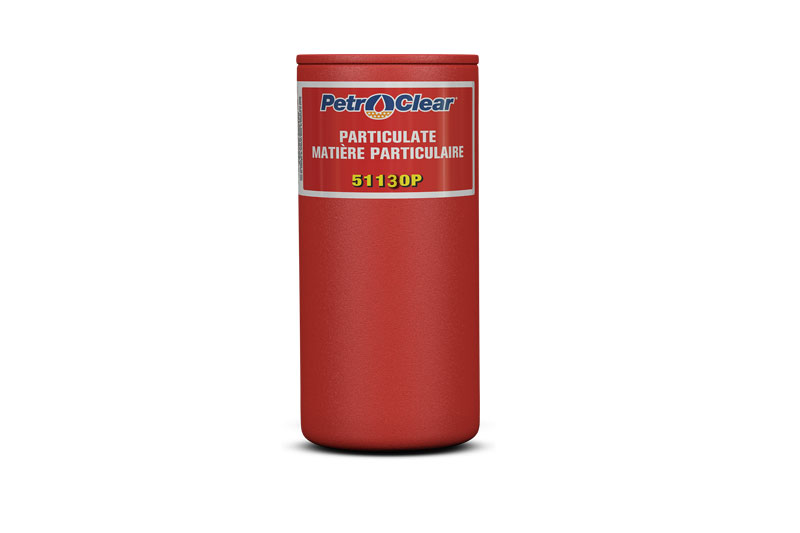 PetroClear
PARTICULATE
MATIÈRE PARTICULAIRE
51130P